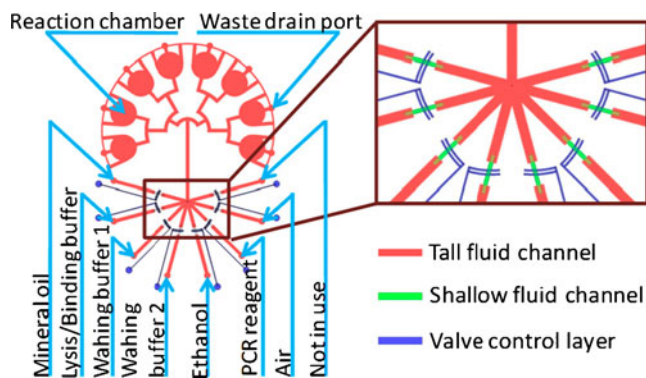 Reaction chamber
Waste drain port
Mineral oil
Lysis/Binding buffer
Wahing buffer 1
Wahing
buffer 2
Ethanol
PCR reagent
Air
Not in use
Tall fluid channel
Shallow fluid channel
Valve control layer